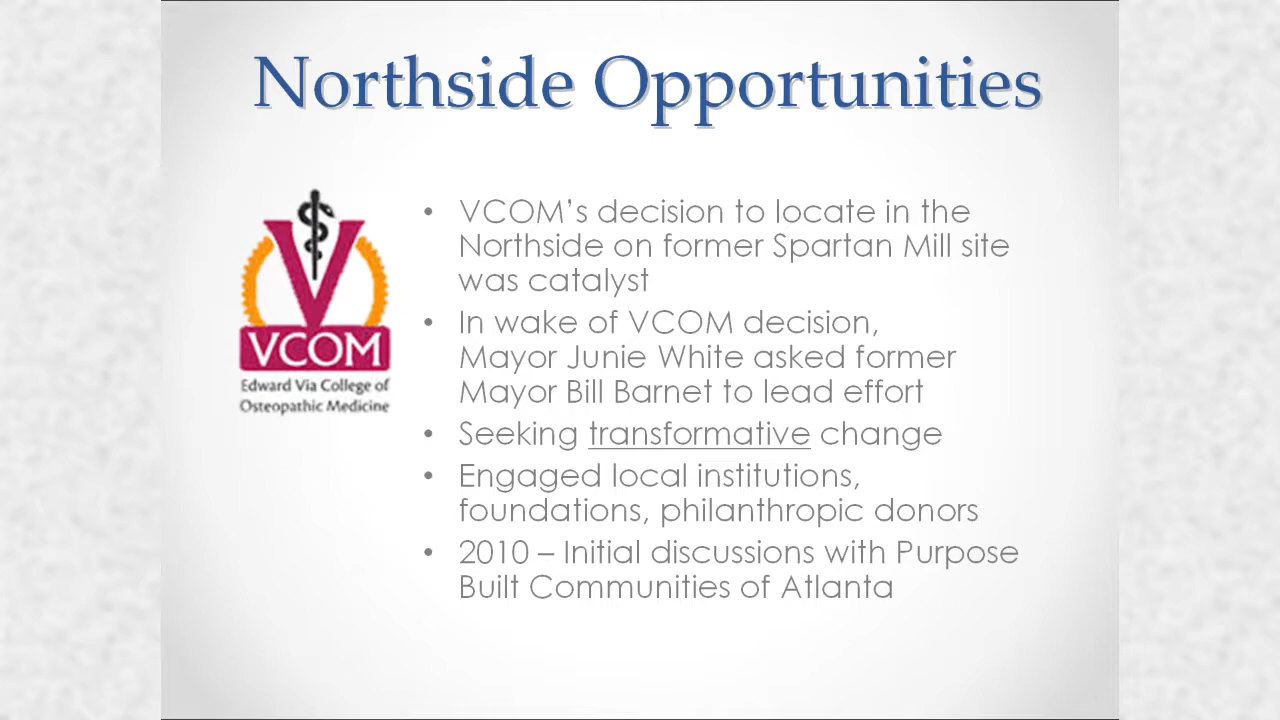 Northside Opportunities
VCOM
Edward Via College of
Osteopathic Medicine
• VCOM’s decision to locate in the
Northside on former Spartan Mill site
was catalyst
• In wake of VCOM decision,
Mayor Junie White asked former
Mayor Bill Barnet to lead effort
• Seeking transformative change
• Engaged local institutions,
foundations, philanthropic donors
• 2010 – Initial discussions with Purpose
Built Communities of Atlanta